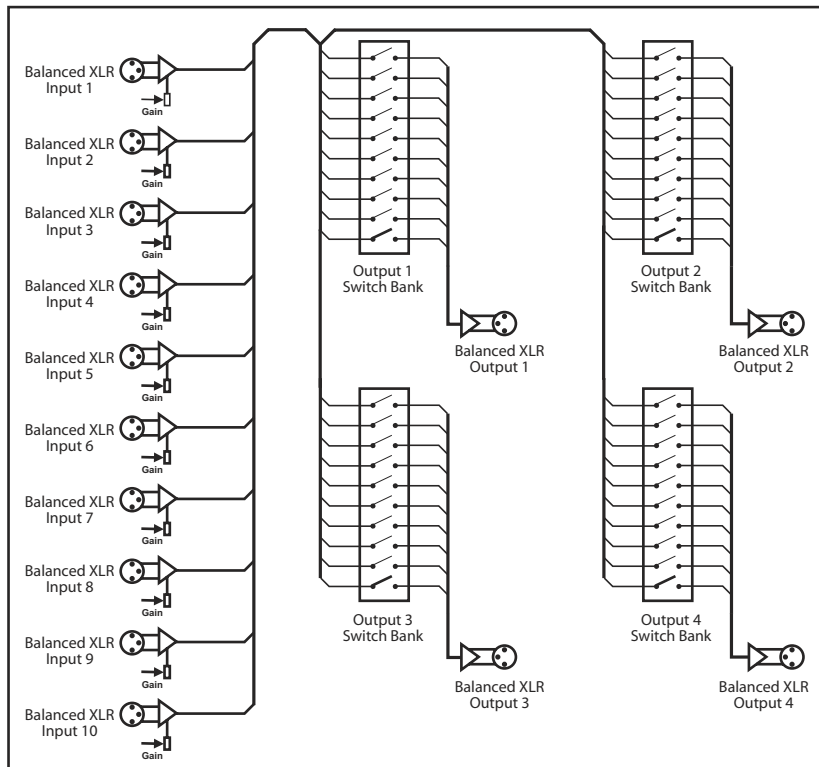 Balanced XLR
Input 1
Gain
Balanced XLR
Input 2
Gain
Balanced XLR
Input 3
Gain
Balanced XLR
Input 4
Gain
Balanced XLR
Input 5
Gain
Balanced XLR
Input 6
Gain
Balanced XLR
Input 7
Gain
Balanced XLR
Input 8
Gain
Balanced XLR
Input 9
Gain
Balanced XLR
Input 10
Gain
Output 1
Switch Bank
Balanced XLR
Output 1
Output 2
Switch Bank
Balanced XLR
Output 2
Output 3
Switch Bank
Balanced XLR
Output 3
Output 4
Switch Bank
Balanced XLR
Output 4